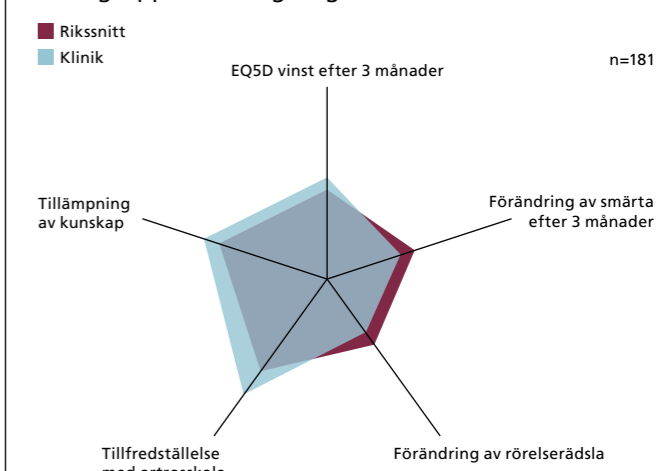 Rikssnitt
Klinik
n=181
EQ5D vinst efter 3 månader
Tillämpning
av kunskap
Förändring av smärta
efter 3 månader
Tillfredställelse
Förändring av rörelserädsla